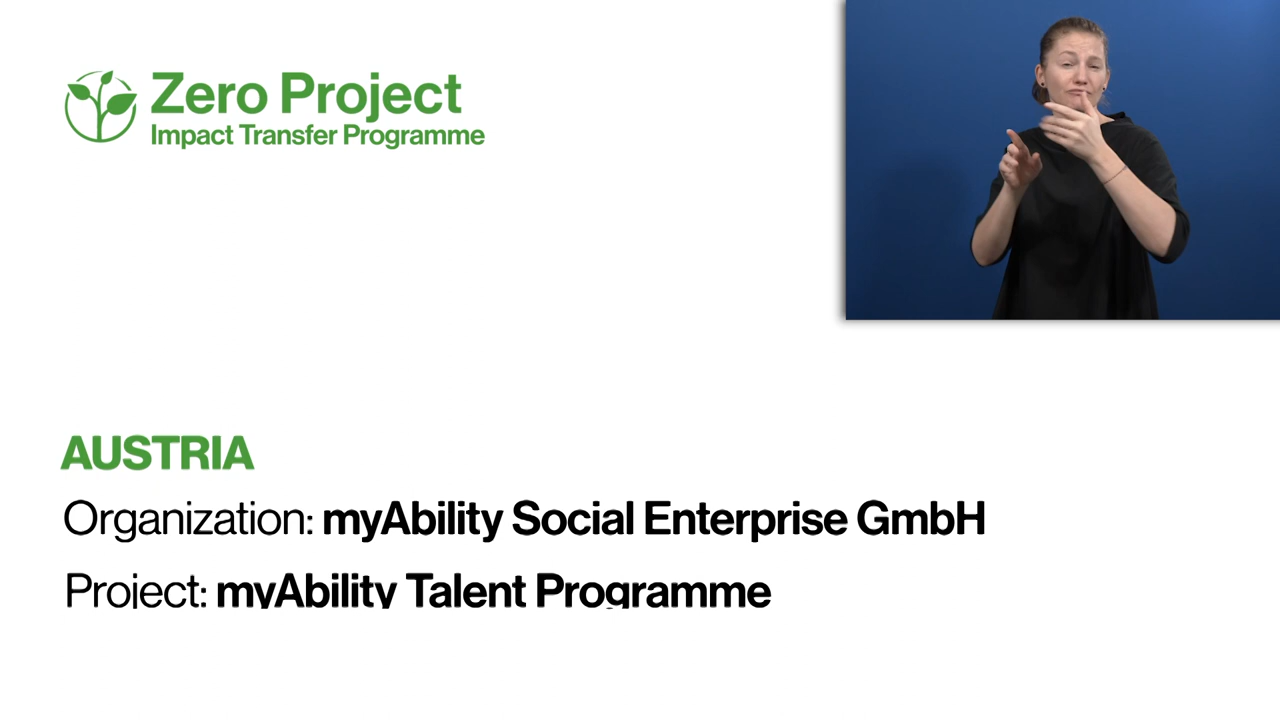 Zero Project
Impact Transfer Programme
AUSTRIA
Organization: myAbility Social Enterprise GmbH
Project: myAbility Talent Programme